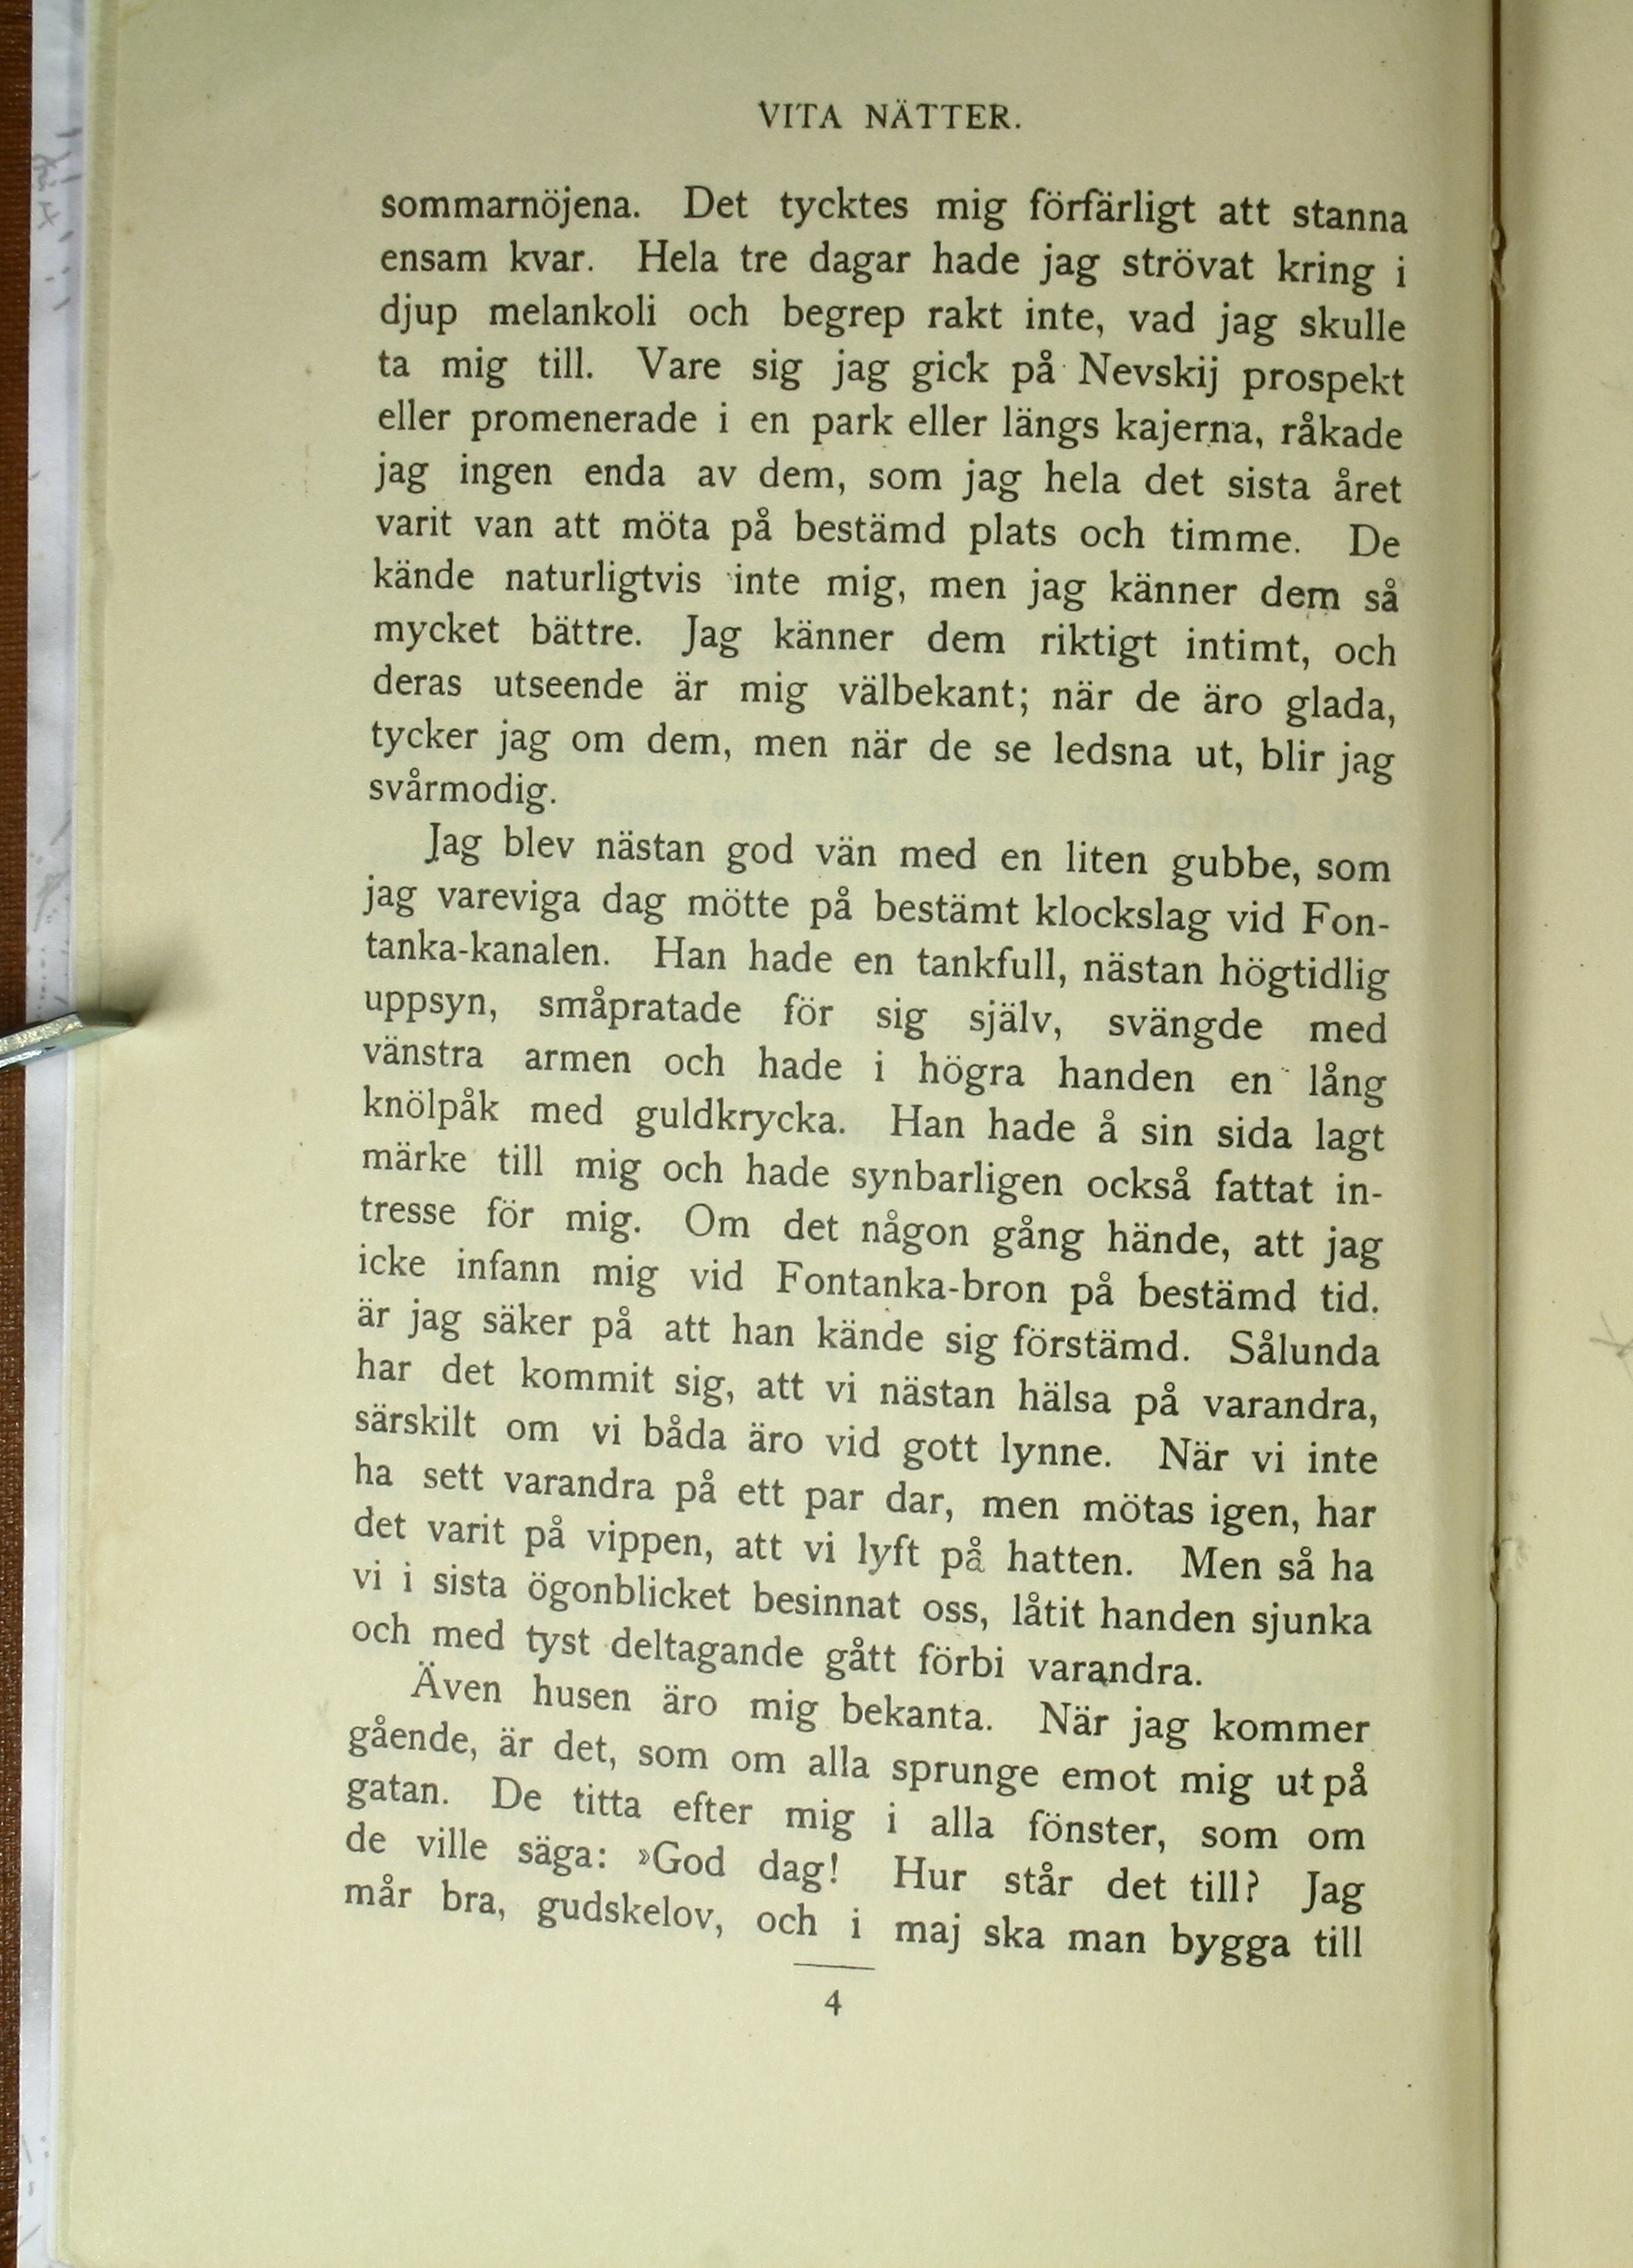 VITA NÄTTER.
sommarnöjena. Det tycktes mig förfärligt att stanna
ensam kvar. Hela tre dagar hade jag strövat kring i
djup melankoli och begrep rakt inte, vad jag skulle
ta mig till. Vare sig jag gick på Nevskij prospekt
eller promenerade i en park eller längs kajerna, råkade
jag ingen enda av dem, som jag hela det sista året
varit van att möta på bestämd plats och timme. De
kände naturligtvis inte mig, men jag känner dem så
mycket bättre. Jag känner dem riktigt intimt, och
deras utseende är mig välbekant; när de äro glada,
tycker jag om dem, men när de se ledsna ut, blir jag
svårmodig.
Jag blev nästan god vän med en liten gubbe, som
jag vareviga dag mötte på bestämt klockslag vid Fon-
tanka-kanalen. Han hade en tankfull, nästan högtidlig
uppsyn, småpratade för sig själv, svängde med
vänstra armen och hade i högra handen en lång
knölpåk med guldkrycka. Han hade å sin sida lagt
märke till mig och hade synbarligen också fattat in-
tresse för mig. Om det någon gång hände, att jag
icke infann mig vid Fontanka-bron på bestämd tid.
är jag säker på att han kände sig förstämd. Sålunda
har det kommit sig, att vi nästan hälsa på varandra,
särskilt om vi båda äro vid gott lynne. När vi inte
ha sett varandra på ett par dar, men mötas igen, har
det varit på vippen, att vi lyft på hatten. Men så ha
vi i sista ögonblicket besinnat oss, låtit handen sjunka
och med tyst deltagande gått förbi varandra.
Även husen äro mig bekanta. När jag kommer
gående, är det, som om alla sprunge emot mig ut på
gatan. De titta efter mig i alla fönster, som om
de ville säga: »God dag! Hur står det till? Jag
mår bra, gudskelov, och i maj ska man bygga till
4